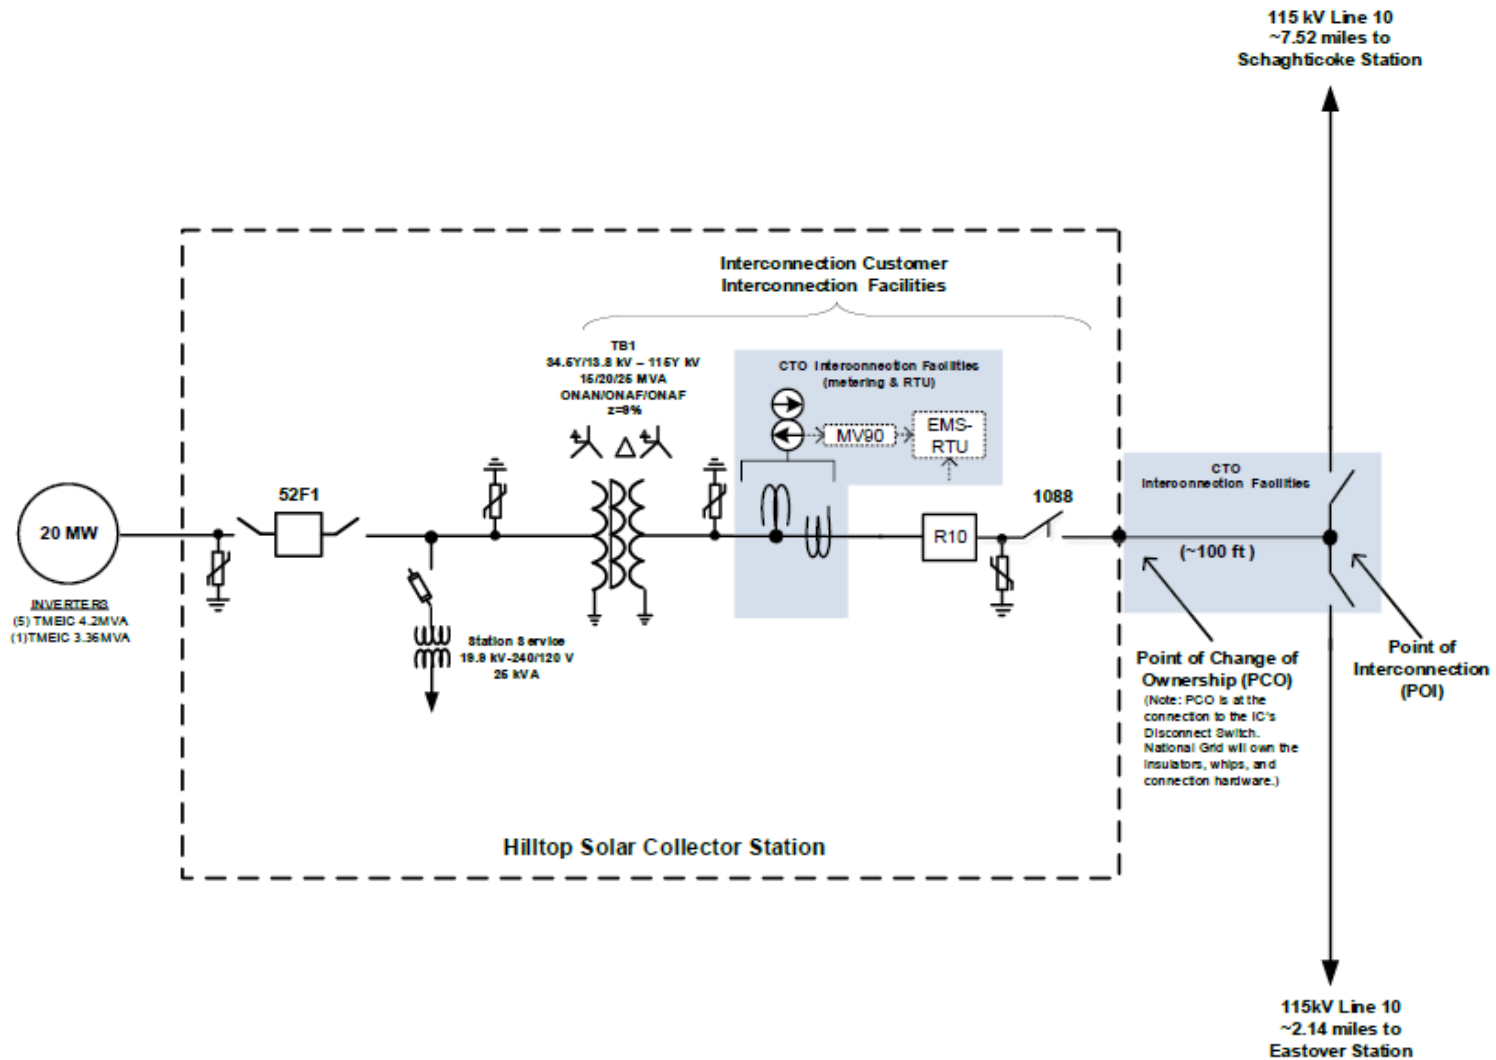 115 kV Line 10
~7.52 miles to
Schaghticoke Station
Interconnection Customer
Interconnection Facilities
TB1
34.5Y/13.8 kV – 115Y kV
15/20/25 MVA
ONAN/ONAF/ONAF
z=9%
CTO Interconnection Facilities
(metering & RTU)
MV90
EMS-
RTU
CTO
Interconnection Facilities
52F1
1088
20 MW
R10
(~100 ft )
INVERTERS
(5) TMEIC 4.2MVA
(1)TMEIC 3.36MVA
Station Service
19.9 kV-240/120 V
25 kVA
Point of Change of
Ownership (PCO)
(Note: PCO is at the
connection to the IC's
Disconnect Switch.
National Grid will own the
insulators, whips, and
connection hardware.)
Point of
Interconnection
(POI)
Hilltop Solar Collector Station
115kV Line 10
~2.14 miles to
Eastover Station